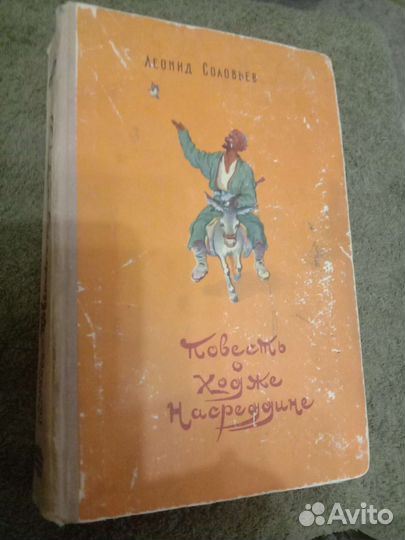 Леонид Соловьев
Повесть
о
Ходже
Насреддине
Avito